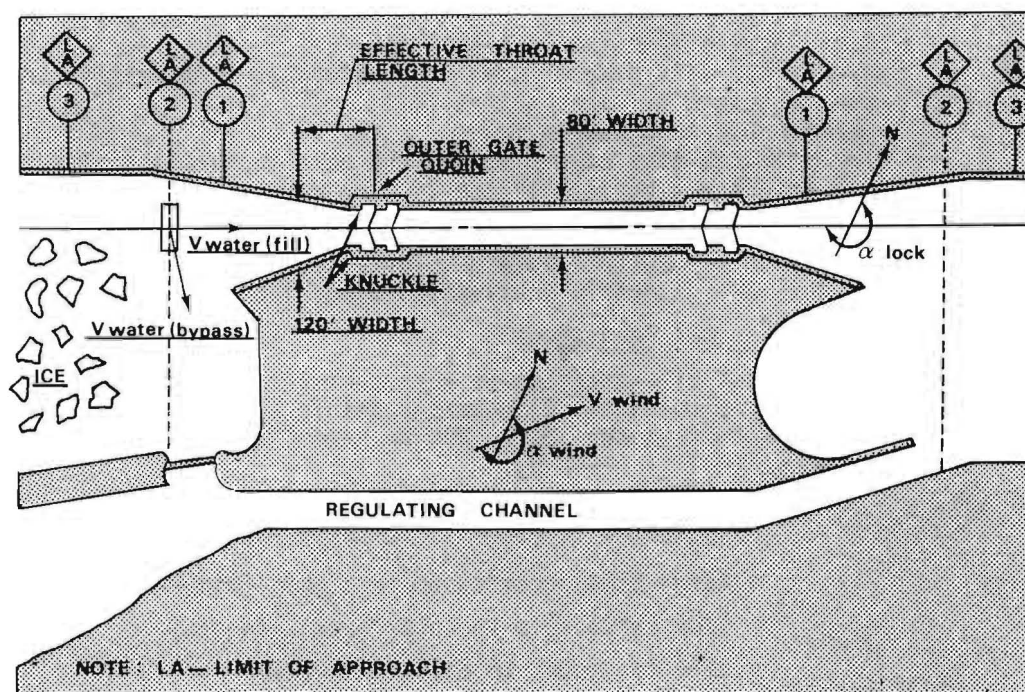 LA
LA
LA
3
2
1
EFFECTIVE THROAT
LENGTH
OUTER GATE
QUOIN
80' WIDTH
LA
LA
LA
1
2
3
N
V water (fill)
α lock
KNUCKLE
V water (bypass)
120' WIDTH
ICE
N
V wind
α wind
REGULATING CHANNEL
NOTE: LA — LIMIT OF APPROACH